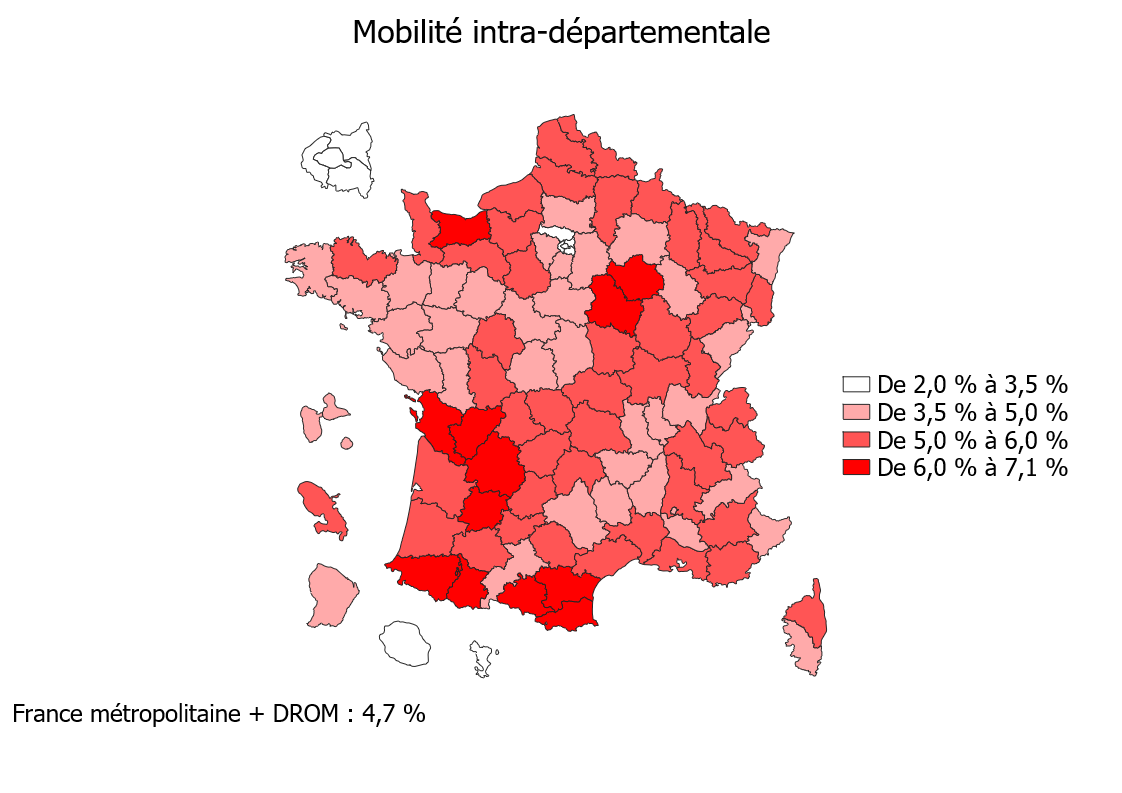 Mobilité intra-départementale
De 2,0 % à 3,5 %
De 3,5 % à 5,0 %
De 5,0 % à 6,0 %
De 6,0 % à 7,1 %
France métropolitaine + DROM : 4,7 %